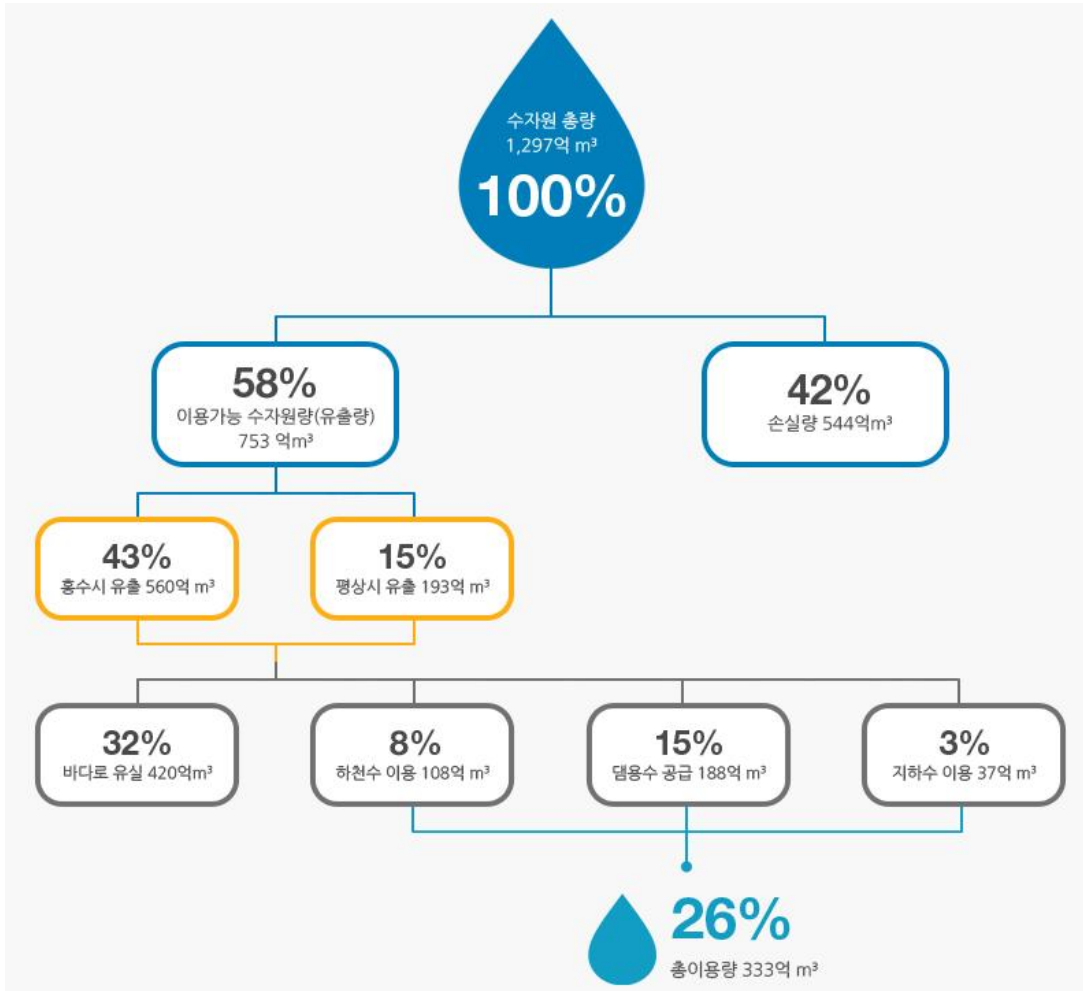 수자원 총량
1,297억 m³
100%
58%
이용가능 수자원량(유출량)
753 억m³
42%
손실량 544억m³
43%
홍수시 유출 560억 m³
15%
평상시 유출 193억 m³
32%
바다로 유실 420억m³
8%
하천수 이용 108억 m³
15%
댐용수 공급 188억 m³
3%
지하수 이용 37억 m³
26%
총이용량 333억 m³